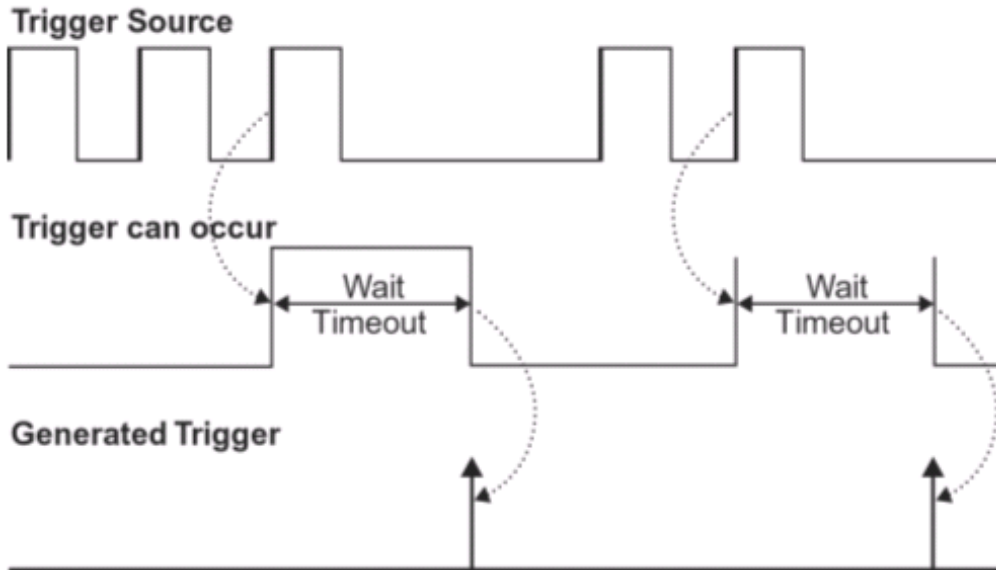 Trigger Source
Trigger can occur
Wait
Timeout
Wait
Timeout
Generated Trigger